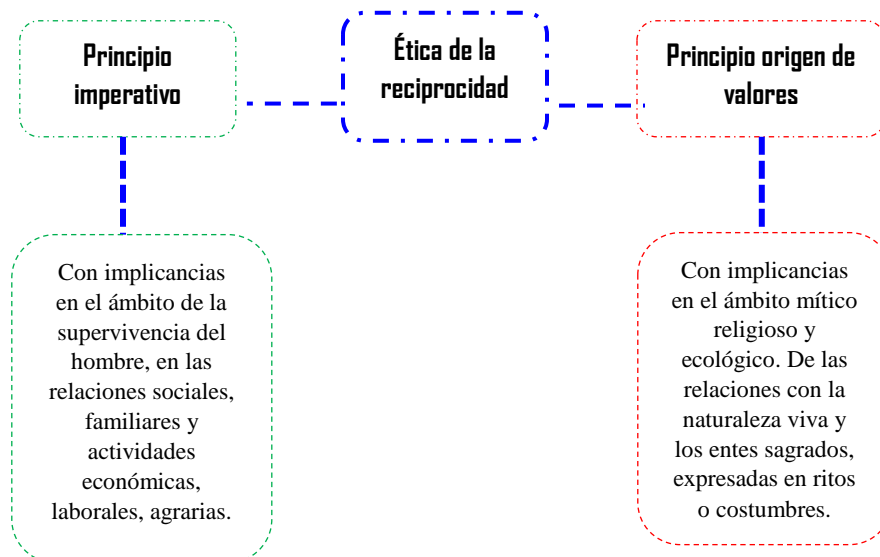 Principio
imperativo
Ética de la
reciprocidad
Principio origen de
valores
Con implicancias
en el ámbito de la
supervivencia del
hombre, en las
relaciones sociales,
familiares y
actividades
económicas,
laborales, agrarias.
Con implicancias
en el ámbito mítico
religioso y
ecológico. De las
relaciones con la
naturaleza viva y
los entes sagrados,
expresadas en ritos
o costumbres.